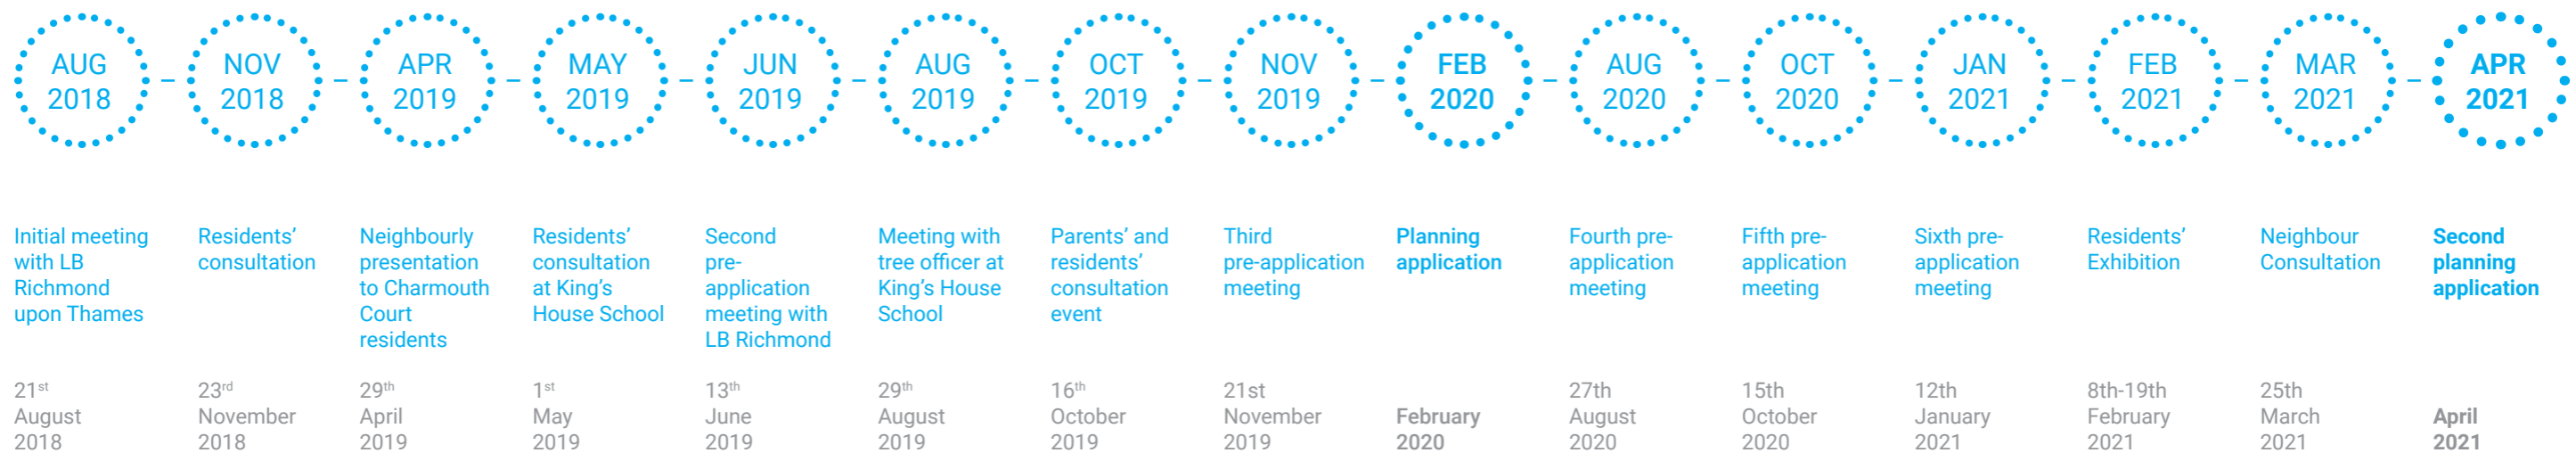 AUG
2018
NOV
2018
APR
2019
MAY
2019
JUN
2019
AUG
2019
OCT
2019
NOV
2019
FEB
2020
AUG
2020
OCT
2020
JAN
2021
FEB
2021
MAR
2021
APR
2021
Initial meeting
with LB
Richmond
upon Thames
Residents’
consultation
Neighbourly
presentation
to Charmouth
Court
residents
Residents’
consultation
at King’s
House School
Second
pre-
application
meeting with
LB Richmond
Meeting with
tree officer at
King’s House
School
Parents’ and
residents’
consultation
event
Third
pre-application
meeting
Planning
application
Fourth pre-
application
meeting
Fifth pre-
application
meeting
Sixth pre-
application
meeting
Residents’
Exhibition
Neighbour
Consultation
Second
planning
application
21st
August
2018
23rd
November
2018
29th
April
2019
1st
May
2019
13th
June
2019
29th
August
2019
16th
October
2019
21st
November
2019
February
2020
27th
August
2020
15th
October
2020
12th
January
2021
8th-19th
February
2021
25th
March
2021
April
2021